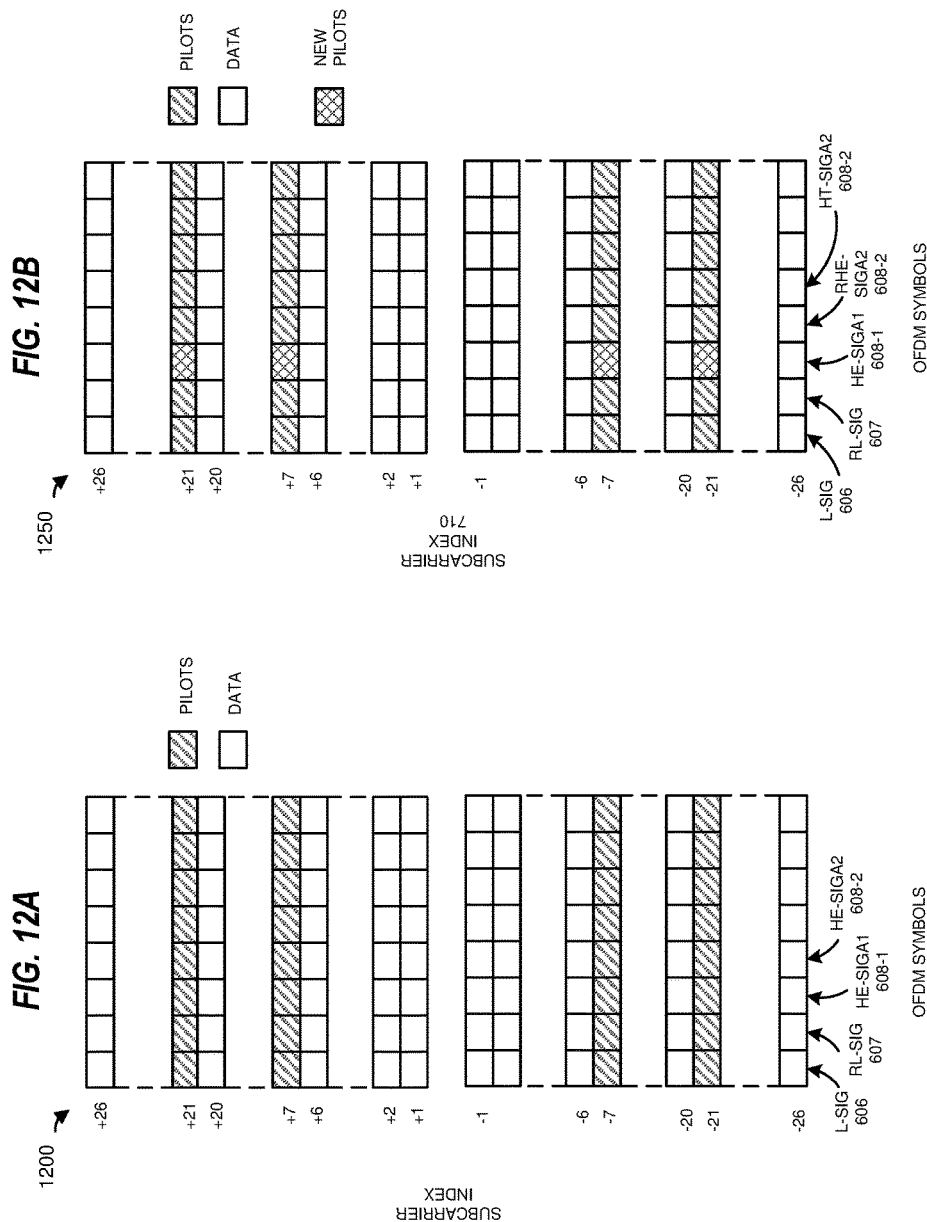 FIG. 12A
1200
PILOTS
DATA
SUBCARRIER
INDEX
+26
+21
+20
+7
+6
+2
+1
-1
-6
-7
-20
-21
-26
L-SIG
606
RL-SIG
607
HE-SIGA1
608-1
HE-SIGA2
608-2
OFDM SYMBOLS
FIG. 12B
1250
PILOTS
DATA
NEW
PILOTS
SUBCARRIER
INDEX
710
+26
+21
+20
+7
+6
+2
+1
-1
-6
-7
-20
-21
-26
L-SIG
606
RL-SIG
607
HE-SIGA1
608-1
RHE-
SIGA2
608-2
HT-SIGA2
608-2
OFDM SYMBOLS